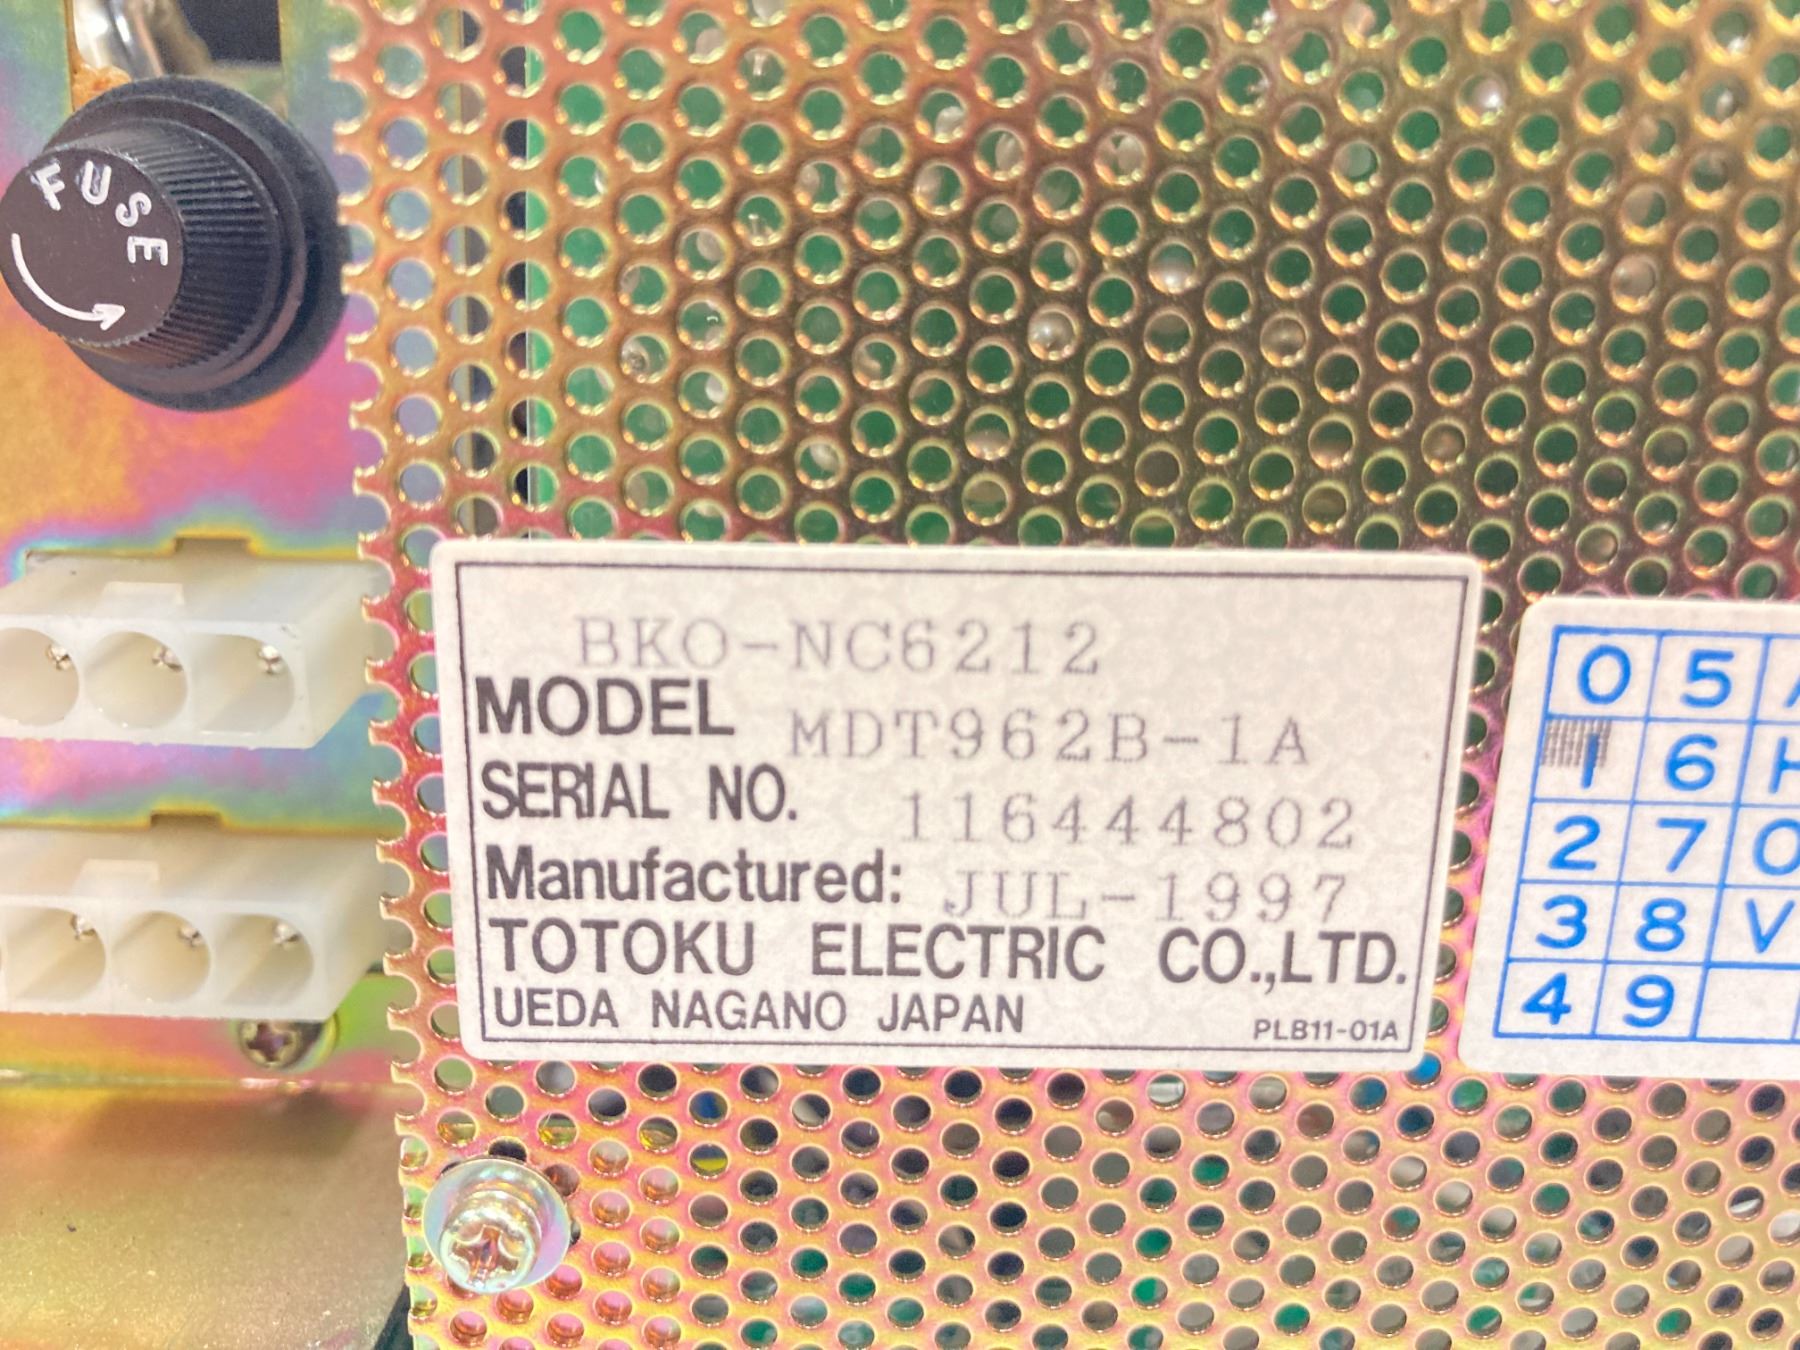 FUSE
BKO-NC6212
MODEL MDT962B-1A
SERIAL NO. 116444802
Manufactured: JUL-1997
TOTOKU ELECTRIC CO.,LTD.
UEDA NAGANO JAPAN PLB11-01A
0 5
1 6 H
2 7 O
3 8 V
4 9